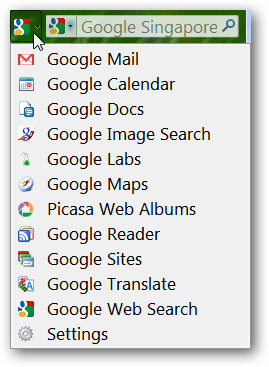 Google Singapore
Google Mail
Google Calendar
Google Docs
Google Image Search
Google Labs
Google Maps
Picasa Web Albums
Google Reader
Google Sites
Google Translate
Google Web Search
Settings